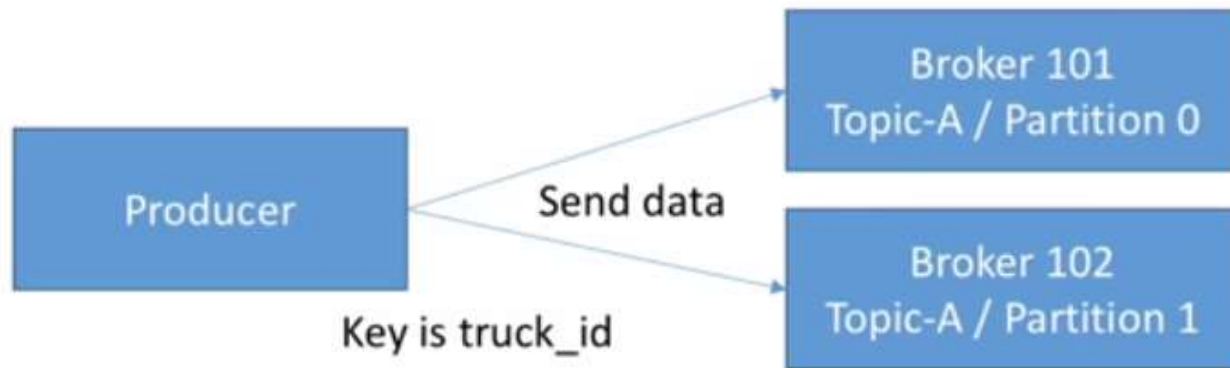 Broker 101
Topic-A / Partition 0
Producer
Send data
Broker 102
Topic-A / Partition 1
Key is truck_id